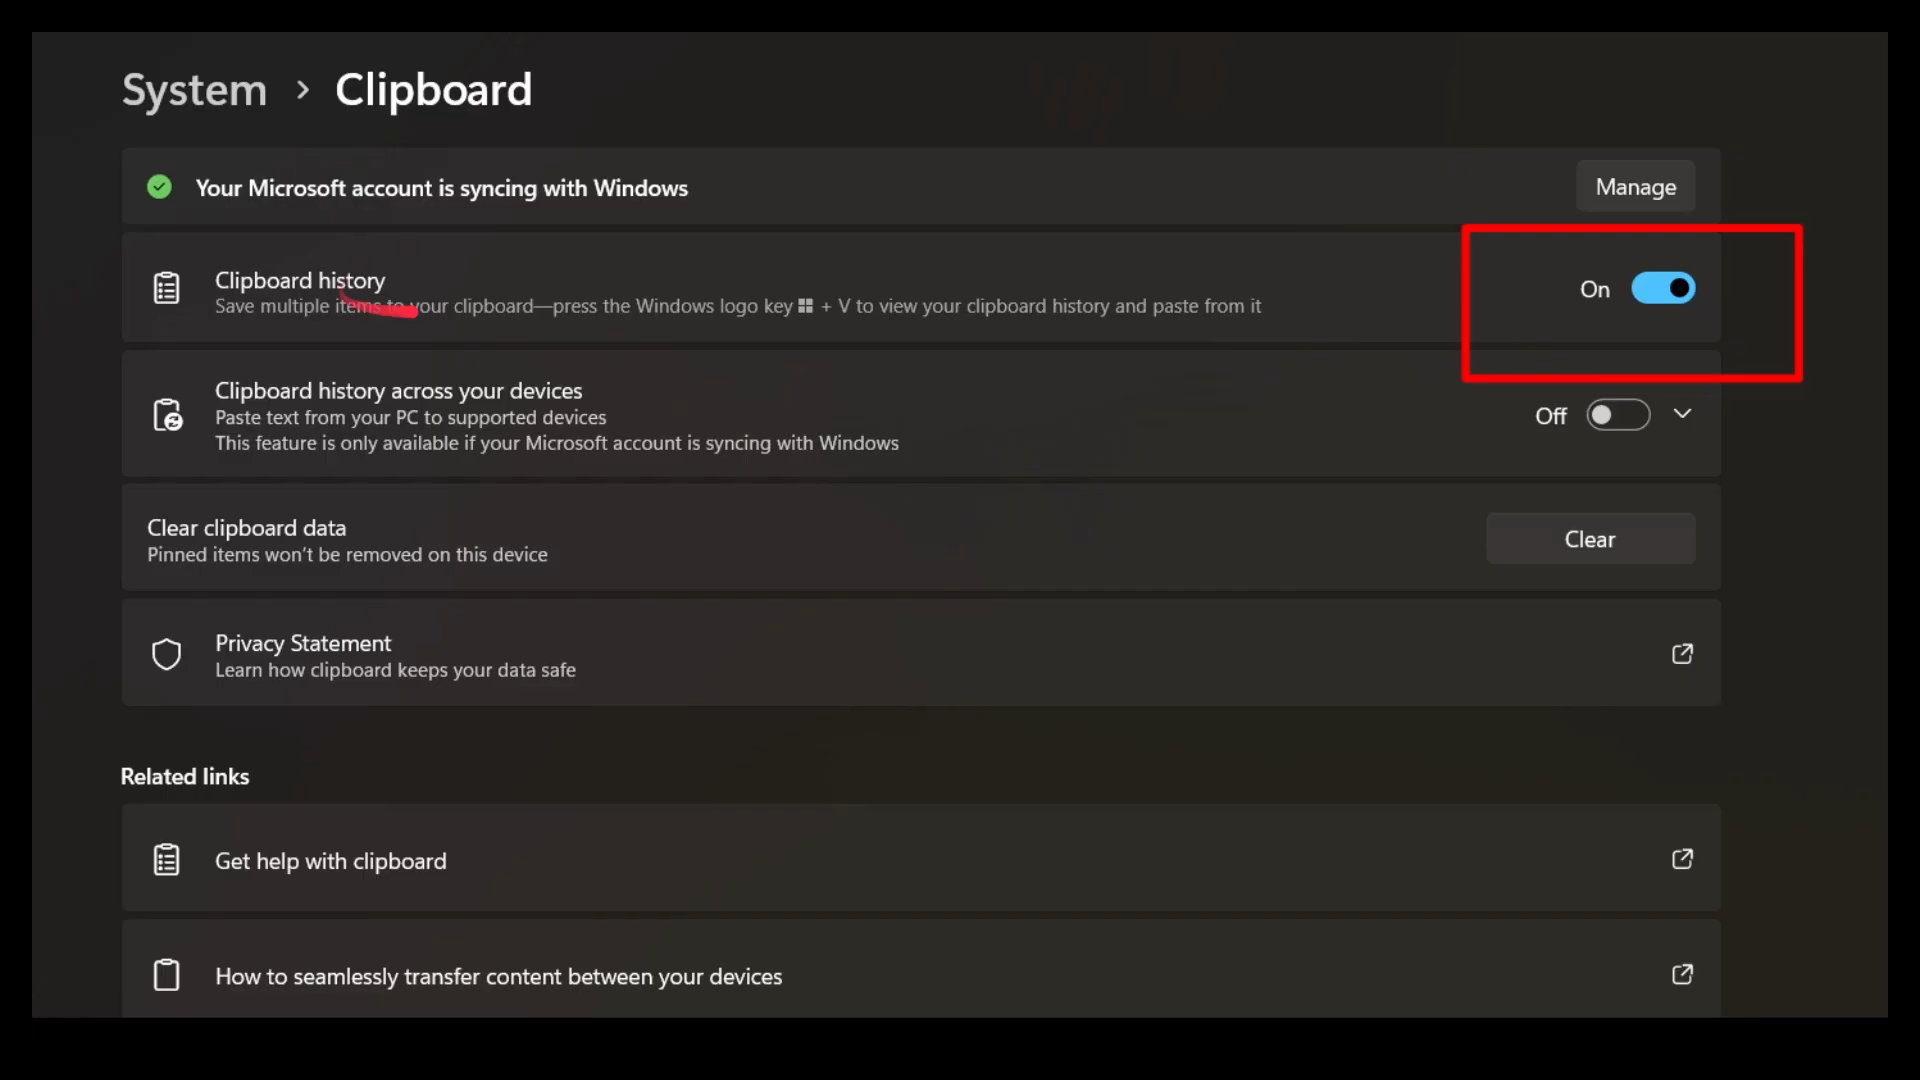 System > Clipboard
Your Microsoft account is syncing with Windows
Manage
Clipboard history
Save multiple items to your clipboard—press the Windows logo key + V to view your clipboard history and paste from it
On
Clipboard history across your devices
Paste text from your PC to supported devices
This feature is only available if your Microsoft account is syncing with Windows
Off
Clear clipboard data
Pinned items won't be removed on this device
Clear
Privacy Statement
Learn how clipboard keeps your data safe
Related links
Get help with clipboard
How to seamlessly transfer content between your devices